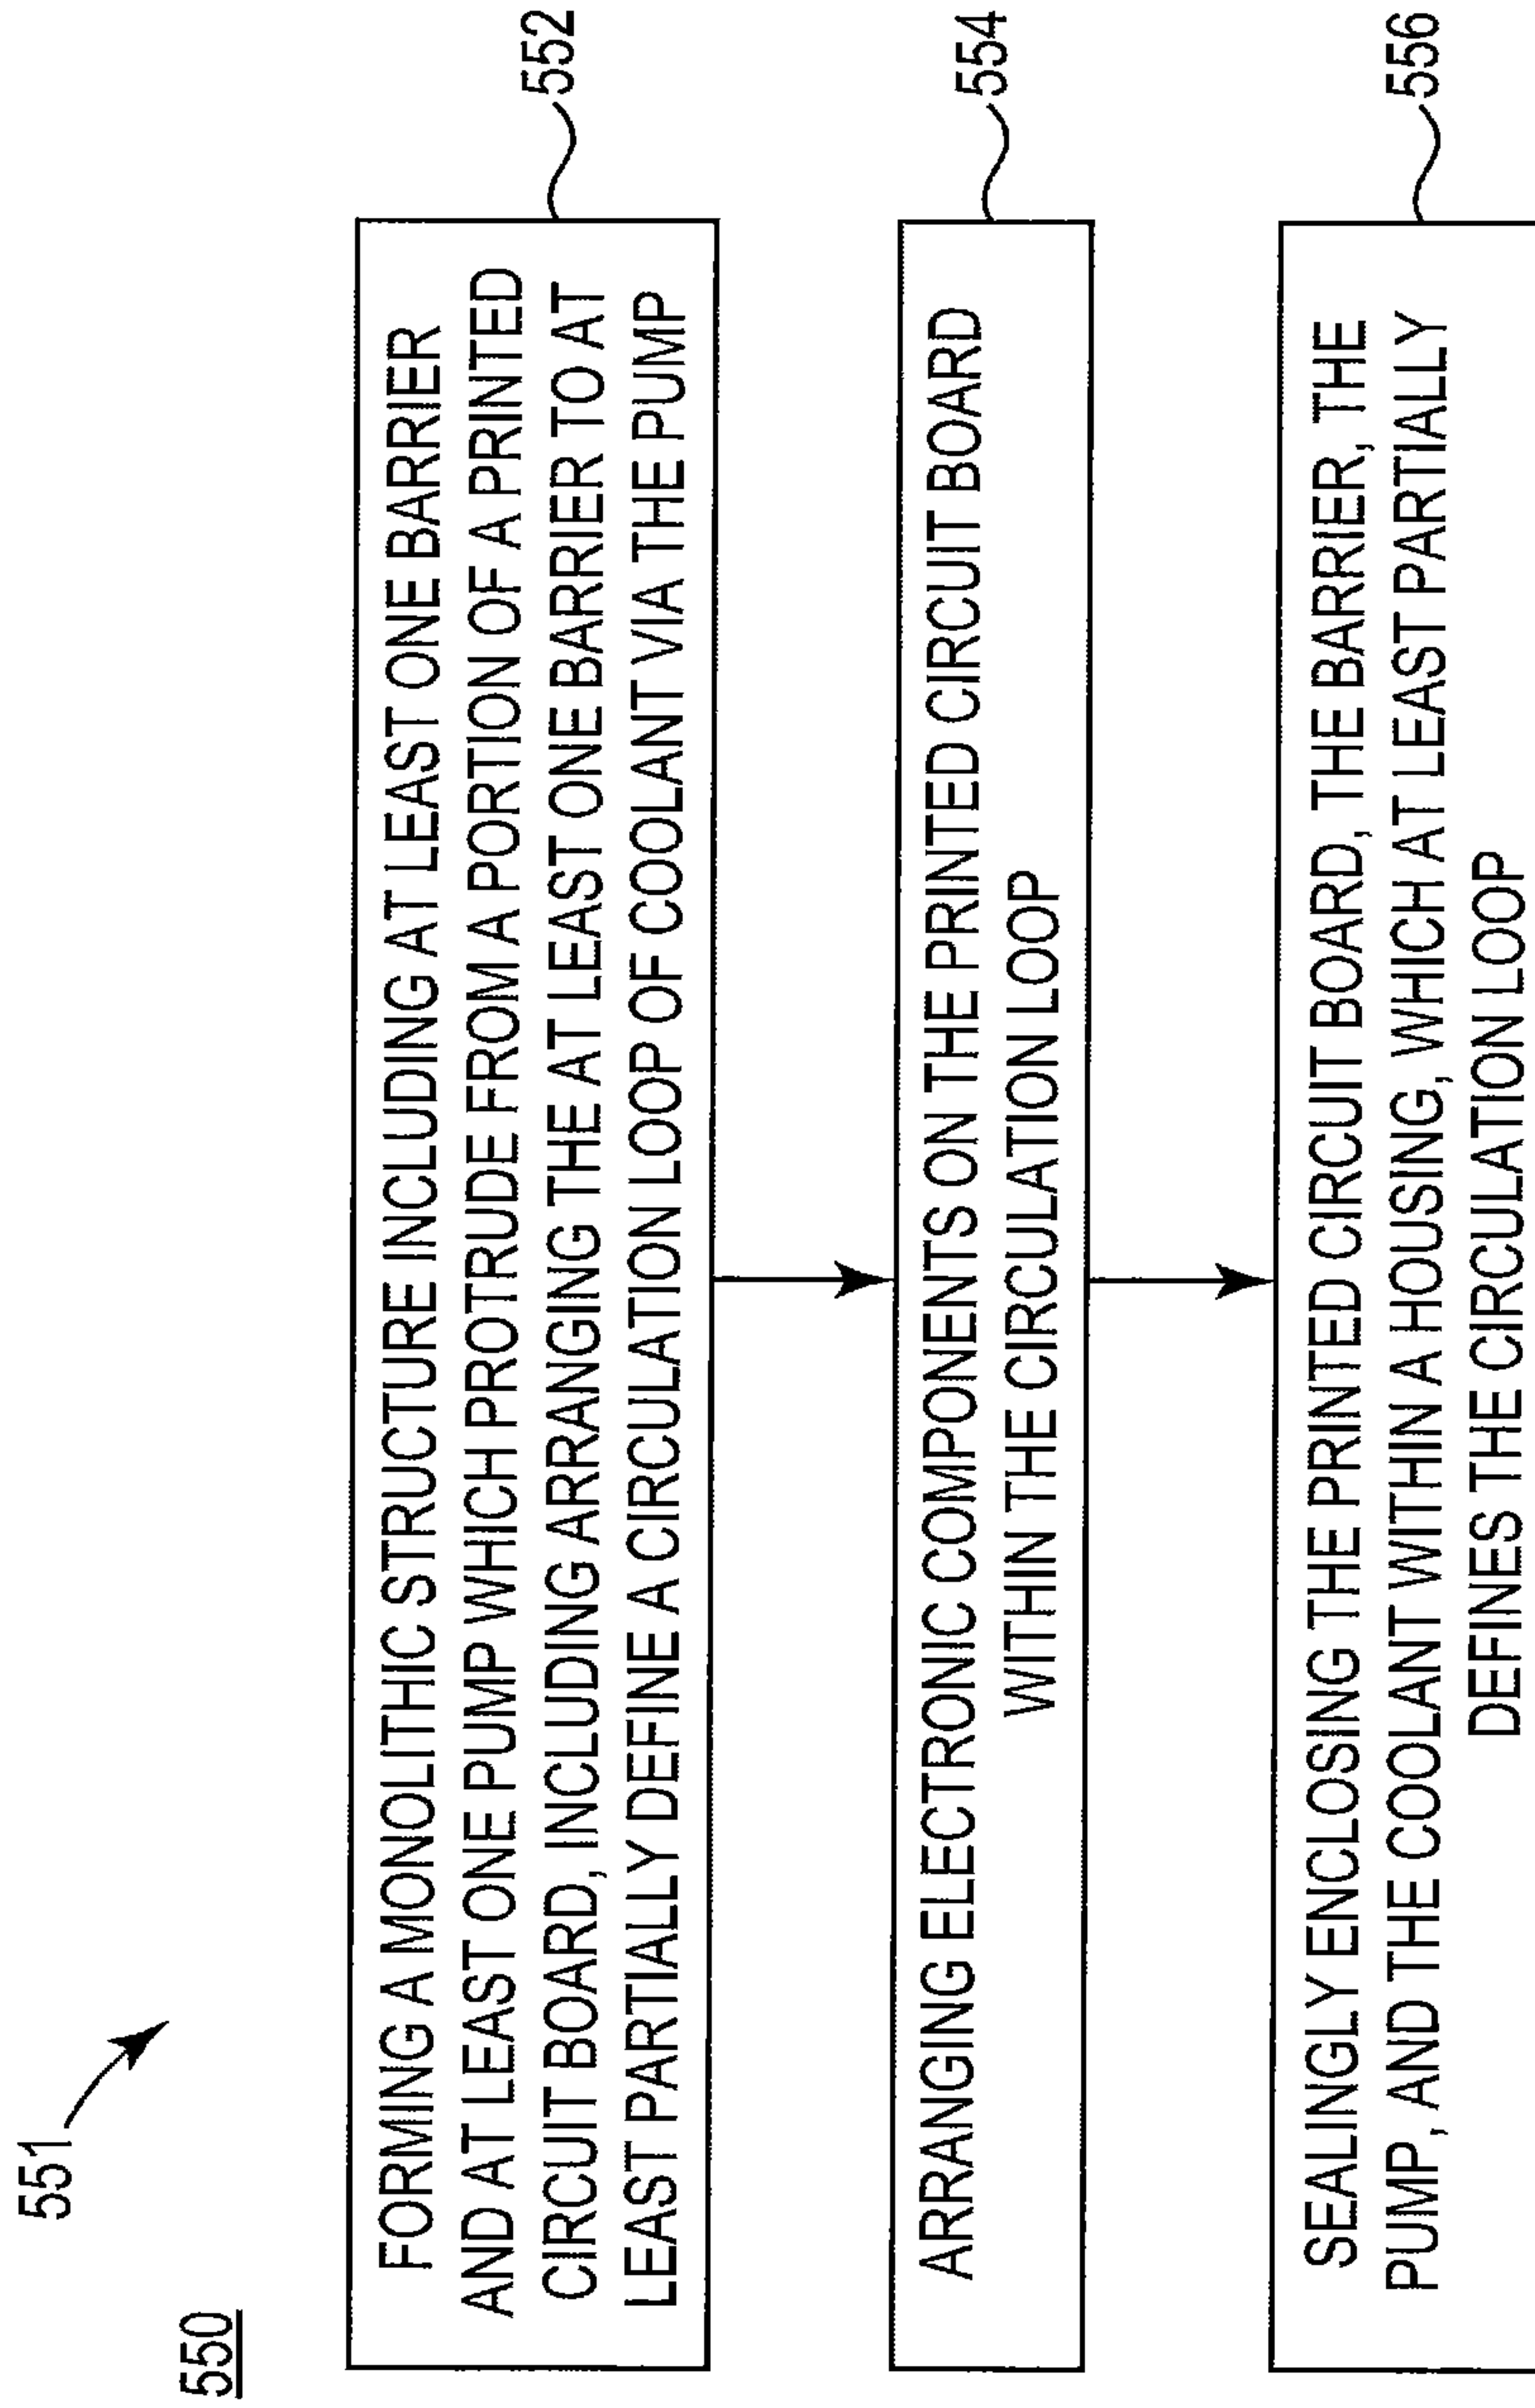 551
550
FORMING A MONOLITHIC STRUCTURE INCLUDING AT LEAST ONE BARRIER
AND AT LEAST ONE PUMP WHICH PROTRUDE FROM A PORTION OF A PRINTED
CIRCUIT BOARD, INCLUDING ARRANGING THE AT LEAST ONE BARRIER TO AT
LEAST PARTIALLY DEFINE A CIRCULATION LOOP OF COOLANT VIA THE PUMP
552
ARRANGING ELECTRONIC COMPONENTS ON THE PRINTED CIRCUIT BOARD
WITHIN THE CIRCULATION LOOP
554
SEALINGLY ENCLOSING THE PRINTED CIRCUIT BOARD, THE BARRIER, THE
PUMP, AND THE COOLANT WITHIN A HOUSING, WHICH AT LEAST PARTIALLY
DEFINES THE CIRCULATION LOOP
556